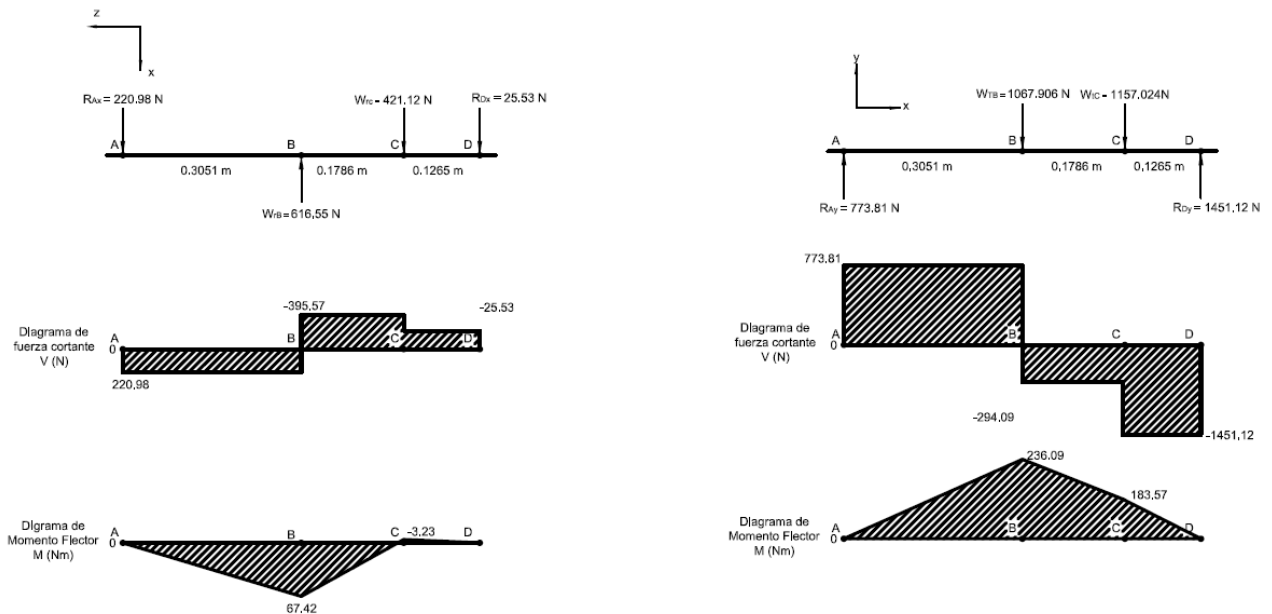 z
x
RAx = 220.98 N
Wrc = 421.12 N
RDx = 25.53 N
A B C D
0.3051 m 0.1786 m 0.1265 m
WrB = 616,55 N
-395,57
-25.53
Diagrama de
fuerza cortante
V (N)
A B C D
0
220,98
DIgrama de
Momento Flector
M (Nm)
A B C -3.23 D
0
67.42
y
x
WTB = 1067.906 N
WtC = 1157.024N
A B C D
0,3051 m 0,1786 m 0,1265 m
RAy = 773.81 N
RDy = 1451,12 N
773.81
Diagrama de
fuerza cortante
V (N)
A B C D
0
-294.09
-1451,12
236.09
183.57
Diagrama de
Momento Flector
M (Nm)
A B C D
0